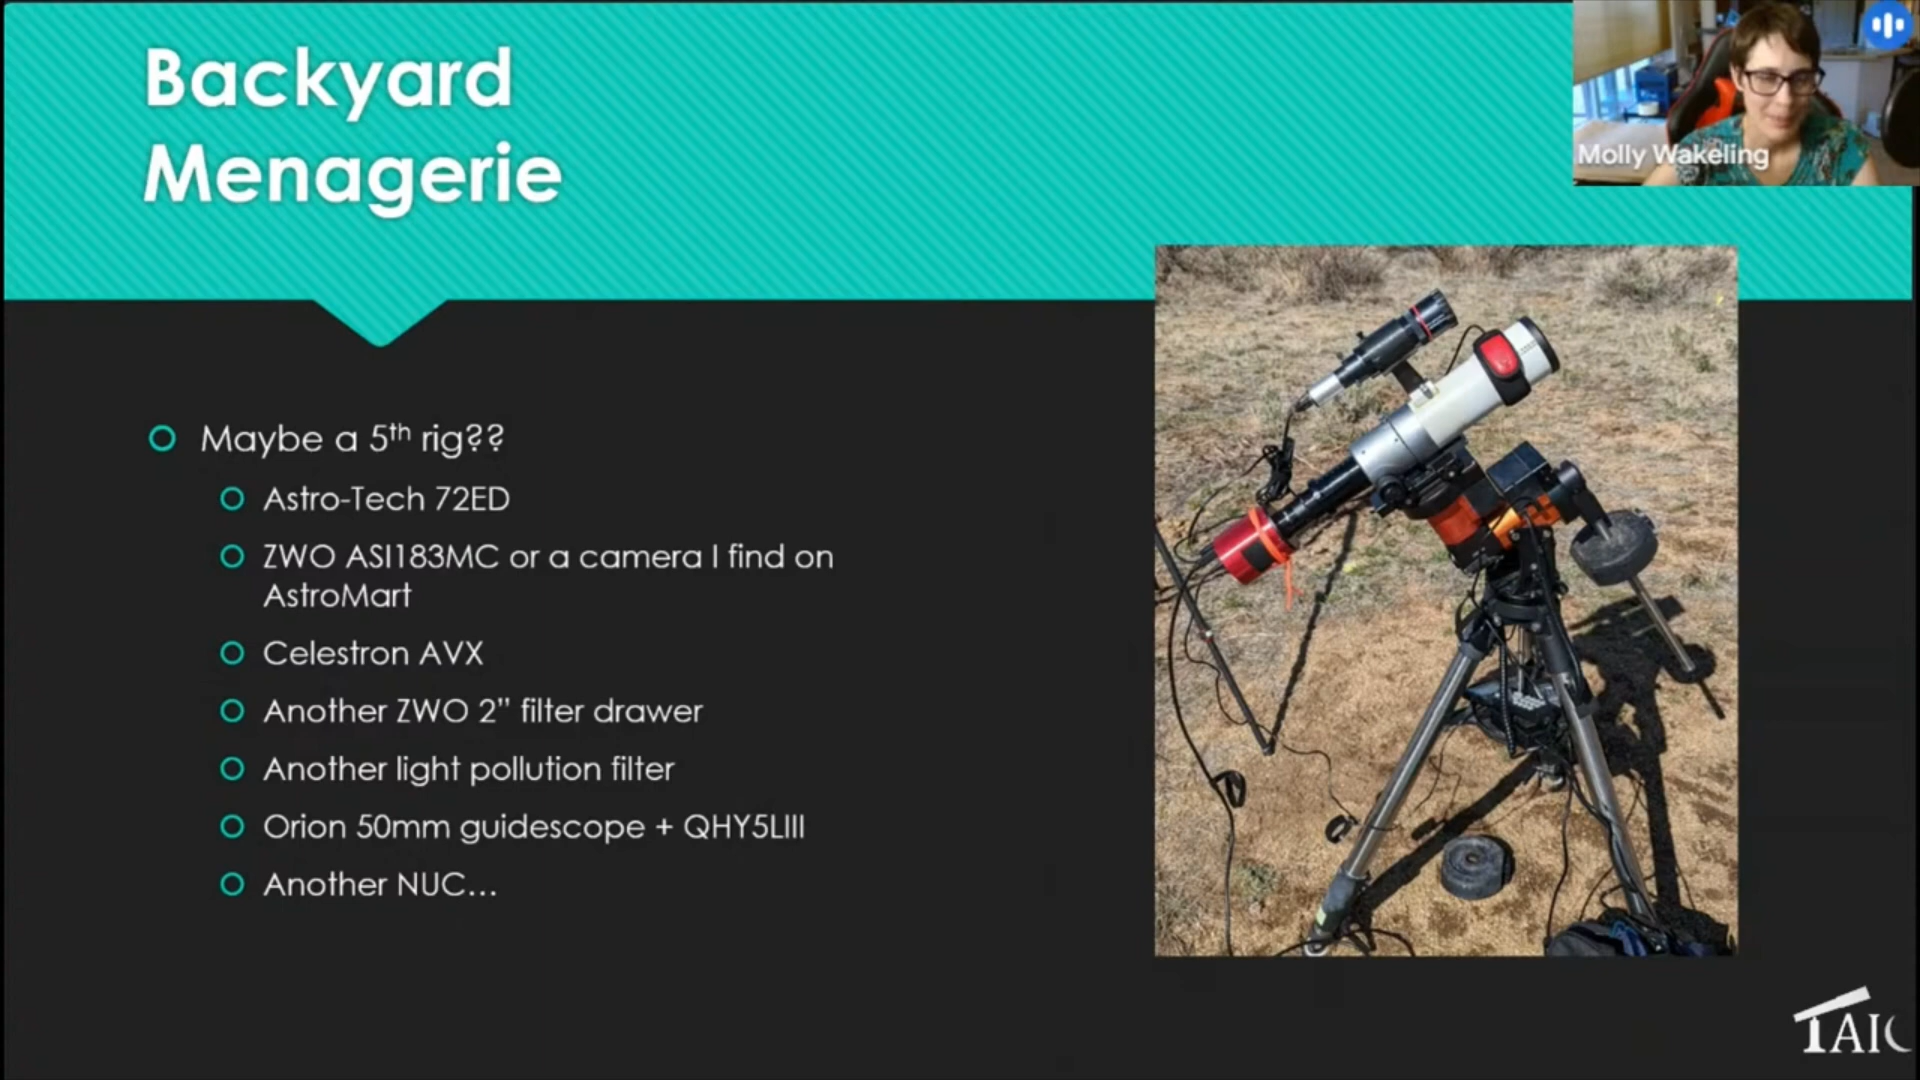 Backyard
Menagerie
Molly Wakeling
Maybe a 5th rig??
Astro-Tech 72ED
ZWO ASI183MC or a camera I find on
AstroMart
Celestron AVX
Another ZWO 2” filter drawer
Another light pollution filter
Orion 50mm guidescope + QHY5LIII
Another NUC...
TAIC